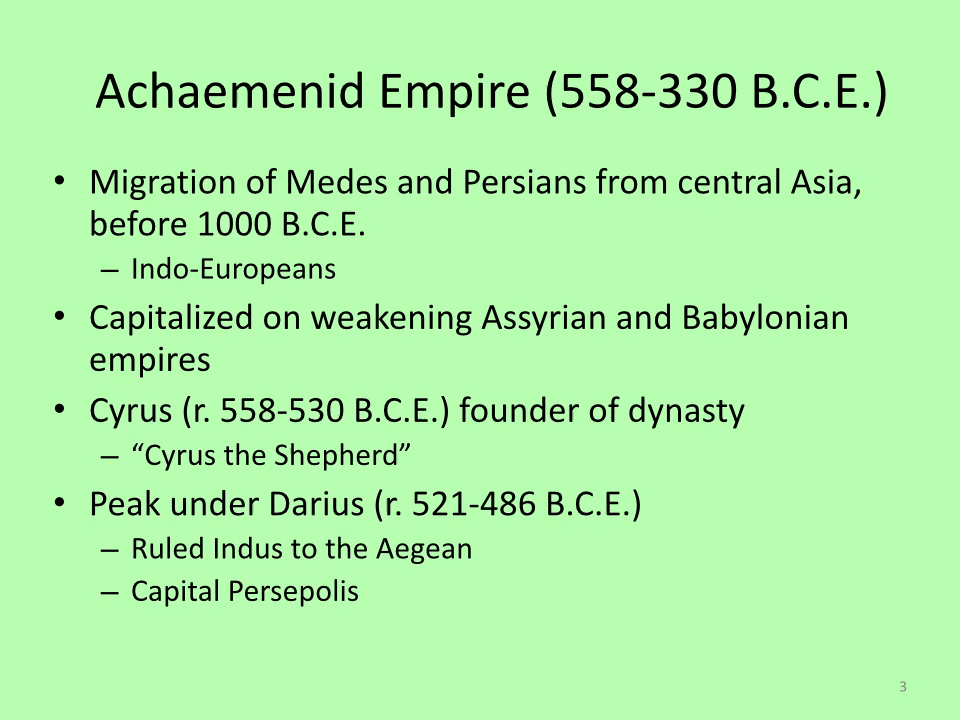 Achaemenid Empire (558-330 B.C.E.)
• Migration of Medes and Persians from central Asia,
before 1000 B.C.E.
– Indo-Europeans
• Capitalized on weakening Assyrian and Babylonian
empires
• Cyrus (r. 558-530 B.C.E.) founder of dynasty
– “Cyrus the Shepherd”
• Peak under Darius (r. 521-486 B.C.E.)
– Ruled Indus to the Aegean
– Capital Persepolis
3